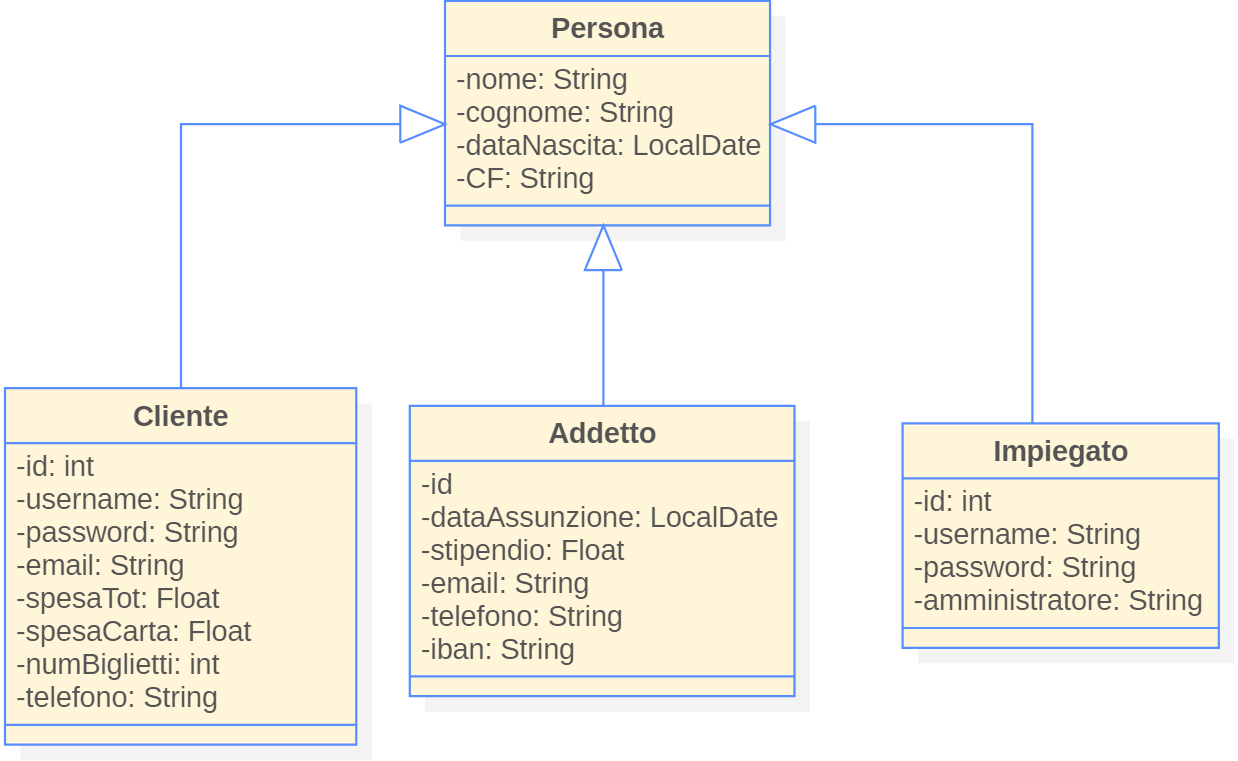 Persona
-nome: String
-cognome: String
-dataNascita: LocalDate
-CF: String
Cliente
-id: int
-username: String
-password: String
-email: String
-spesaTot: Float
-spesaCarta: Float
-numBiglietti: int
-telefono: String
Addetto
-id
-dataAssunzione: LocalDate
-stipendio: Float
-email: String
-telefono: String
-iban: String
Impiegato
-id: int
-username: String
-password: String
-amministratore: String